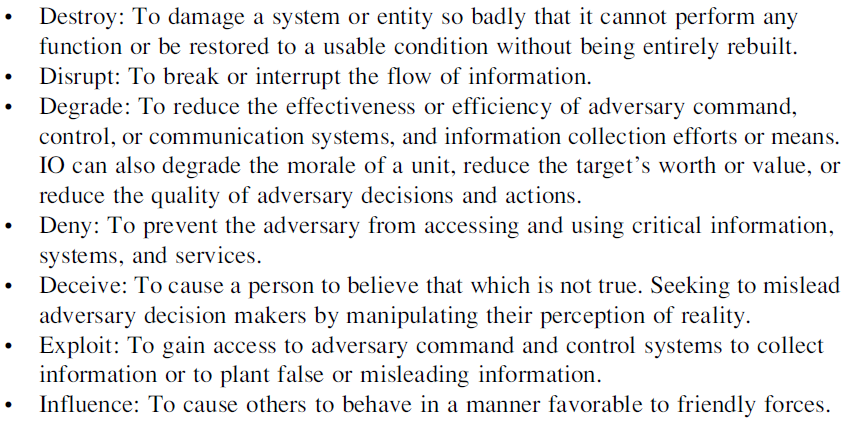 • Destroy: To damage a system or entity so badly that it cannot perform any
function or be restored to a usable condition without being entirely rebuilt.
• Disrupt: To break or interrupt the flow of information.
• Degrade: To reduce the effectiveness or efficiency of adversary command,
control, or communication systems, and information collection efforts or means.
IO can also degrade the morale of a unit, reduce the target’s worth or value, or
reduce the quality of adversary decisions and actions.
• Deny: To prevent the adversary from accessing and using critical information,
systems, and services.
• Deceive: To cause a person to believe that which is not true. Seeking to mislead
adversary decision makers by manipulating their perception of reality.
• Exploit: To gain access to adversary command and control systems to collect
information or to plant false or misleading information.
• Influence: To cause others to behave in a manner favorable to friendly forces.